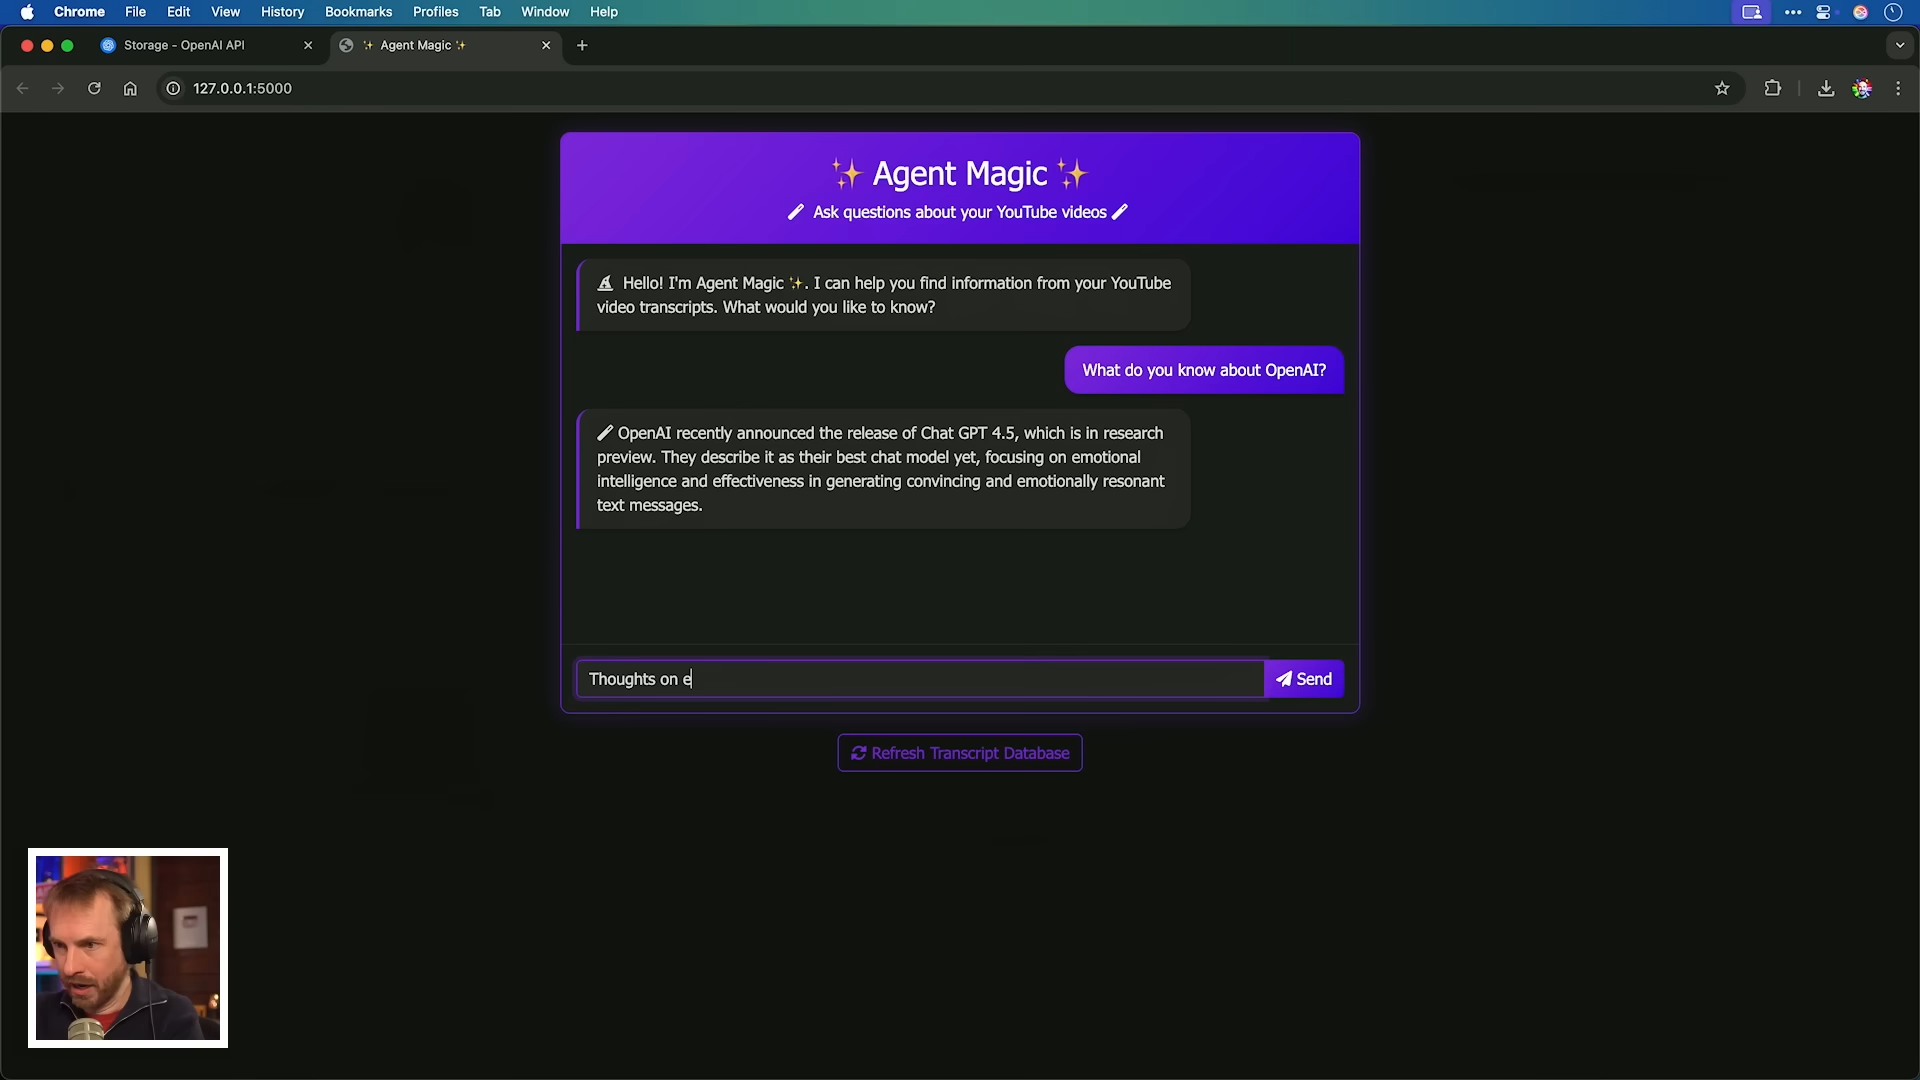 Chrome File Edit View History Bookmarks Profiles Tab Window Help
Storage - OpenAI API
✨ Agent Magic ✨
127.0.0.1:5000
✨ Agent Magic ✨
Ask questions about your YouTube videos
Hello! I'm Agent Magic ✨. I can help you find information from your YouTube
video transcripts. What would you like to know?
What do you know about OpenAI?
OpenAI recently announced the release of Chat GPT 4.5, which is in research
preview. They describe it as their best chat model yet, focusing on emotional
intelligence and effectiveness in generating convincing and emotionally resonant
text messages.
Thoughts on e
Send
Refresh Transcript Database